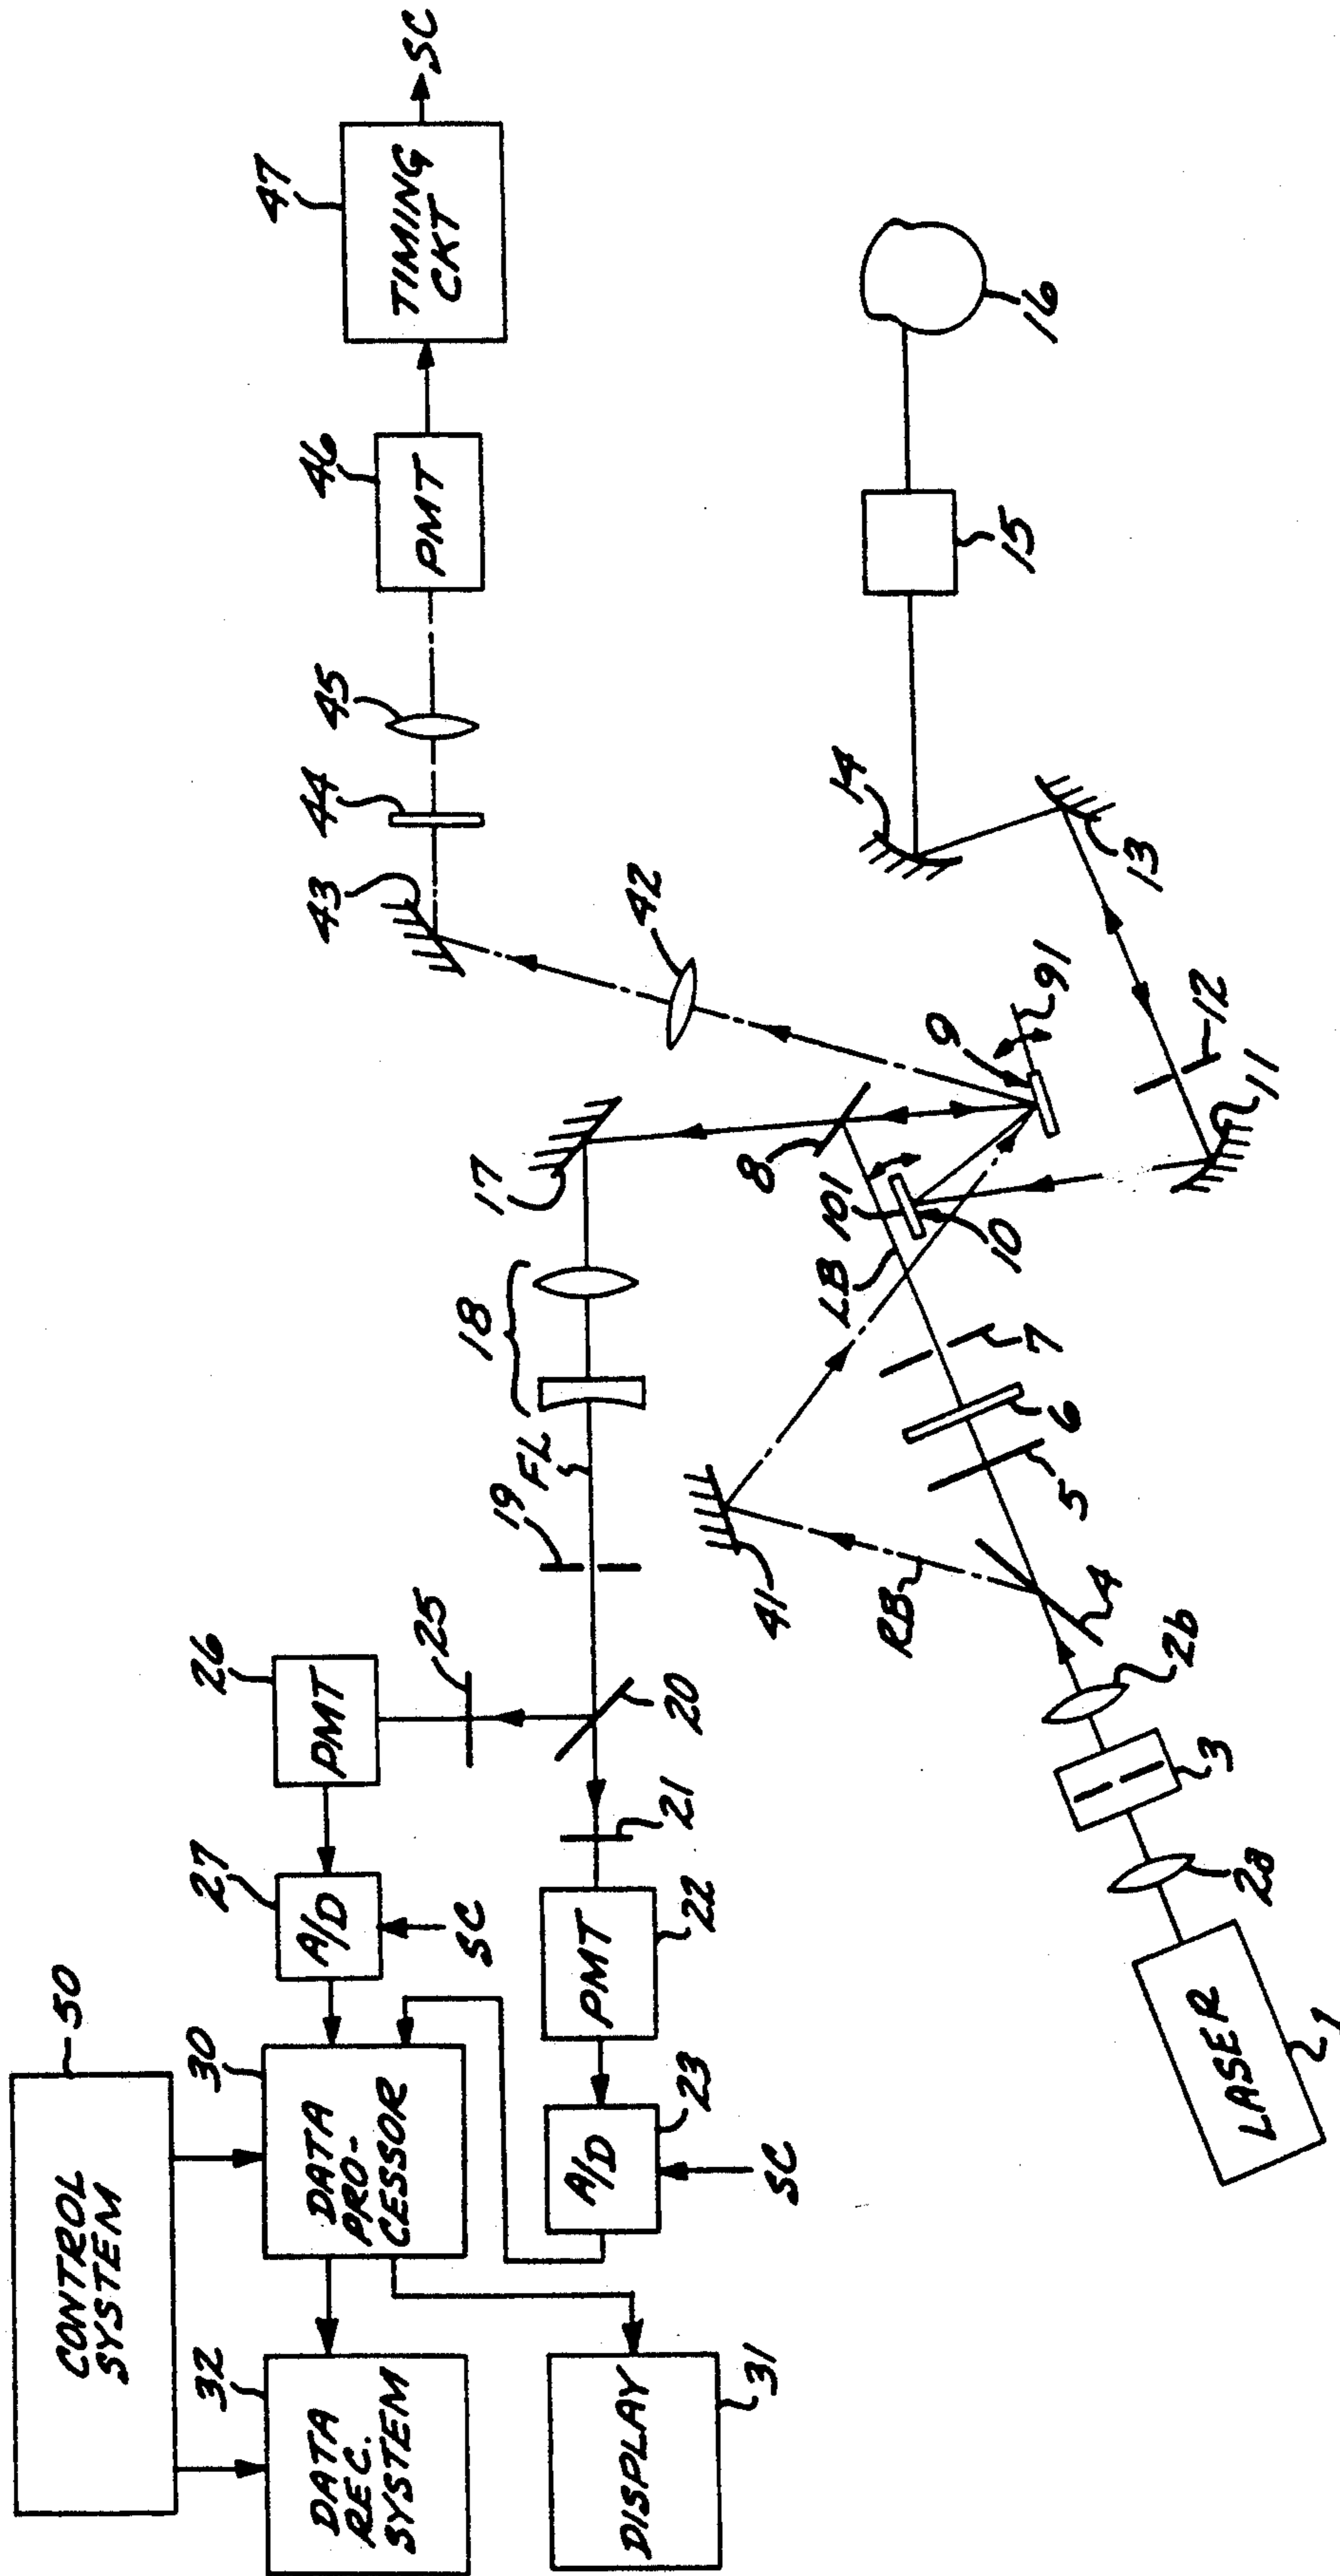 CONTROL
SYSTEM
50
DATA
REC.
SYSTEM
32
DATA
PRO-
CESSOR
30
A/D
27
SC
PMT
26
25
DISPLAY
31
A/D
23
SC
PMT
22
21
20
19
FL
18
17
LASER
1
2a
3
2b
4
5
6
7
RB
41
LB
101
10
8
9
91
11
12
13
14
15
16
42
43
44
45
PMT
46
TIMING
CKT
47
SC